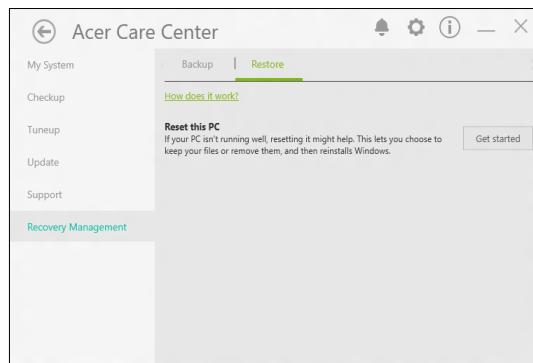 Acer Care Center
My System
Checkup
Tuneup
Update
Support
Recovery Management
Backup | Restore
How does it work?
Reset this PC
If your PC isn't running well, resetting it might help. This lets you choose to
keep your files or remove them, and then reinstalls Windows.
Get started